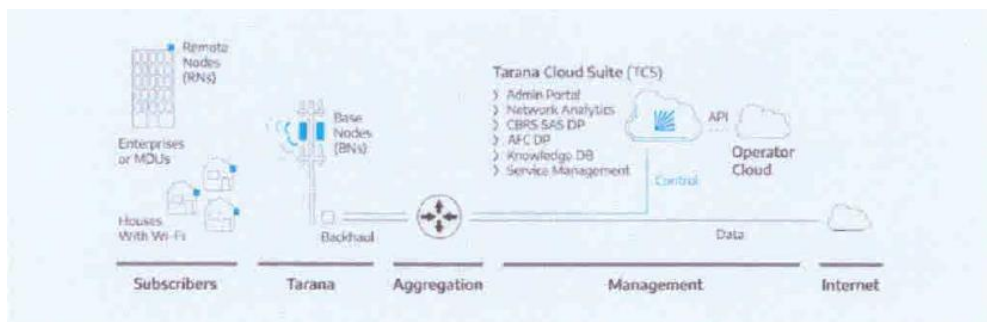 Remote
Nodes
(RNs)
Enterprises
or MDUs
Houses
With Wi-Fi
Base
Nodes
(BNs)
Backhaul
Tarana Cloud Suite (TCS)
> Admin Portal
> Network Analytics
> CBRS SAS DP
> AFC DP
> Knowledge DB
> Service Management
API
Operator
Cloud
Control
Data
Subscribers
Tarana
Aggregation
Management
Internet